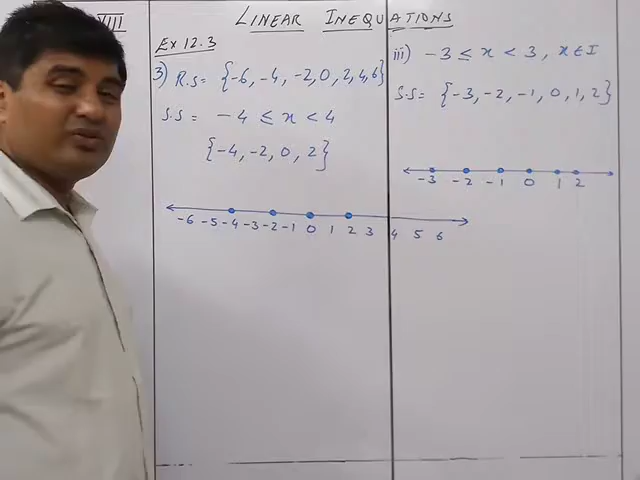 VIII
LINEAR INEQUATIONS
Ex 12.3
3) R.S= {-6, -4, -2, 0, 2, 4, 6}
S.S = -4 ≤ x < 4
{-4, -2, 0, 2}
-6 -5 -4 -3 -2 -1 0 1 2 3 4 5 6
iii) -3 ≤ x < 3, x ∈ I
S.S = {-3, -2, -1, 0, 1, 2}
-3 -2 -1 0 1 2